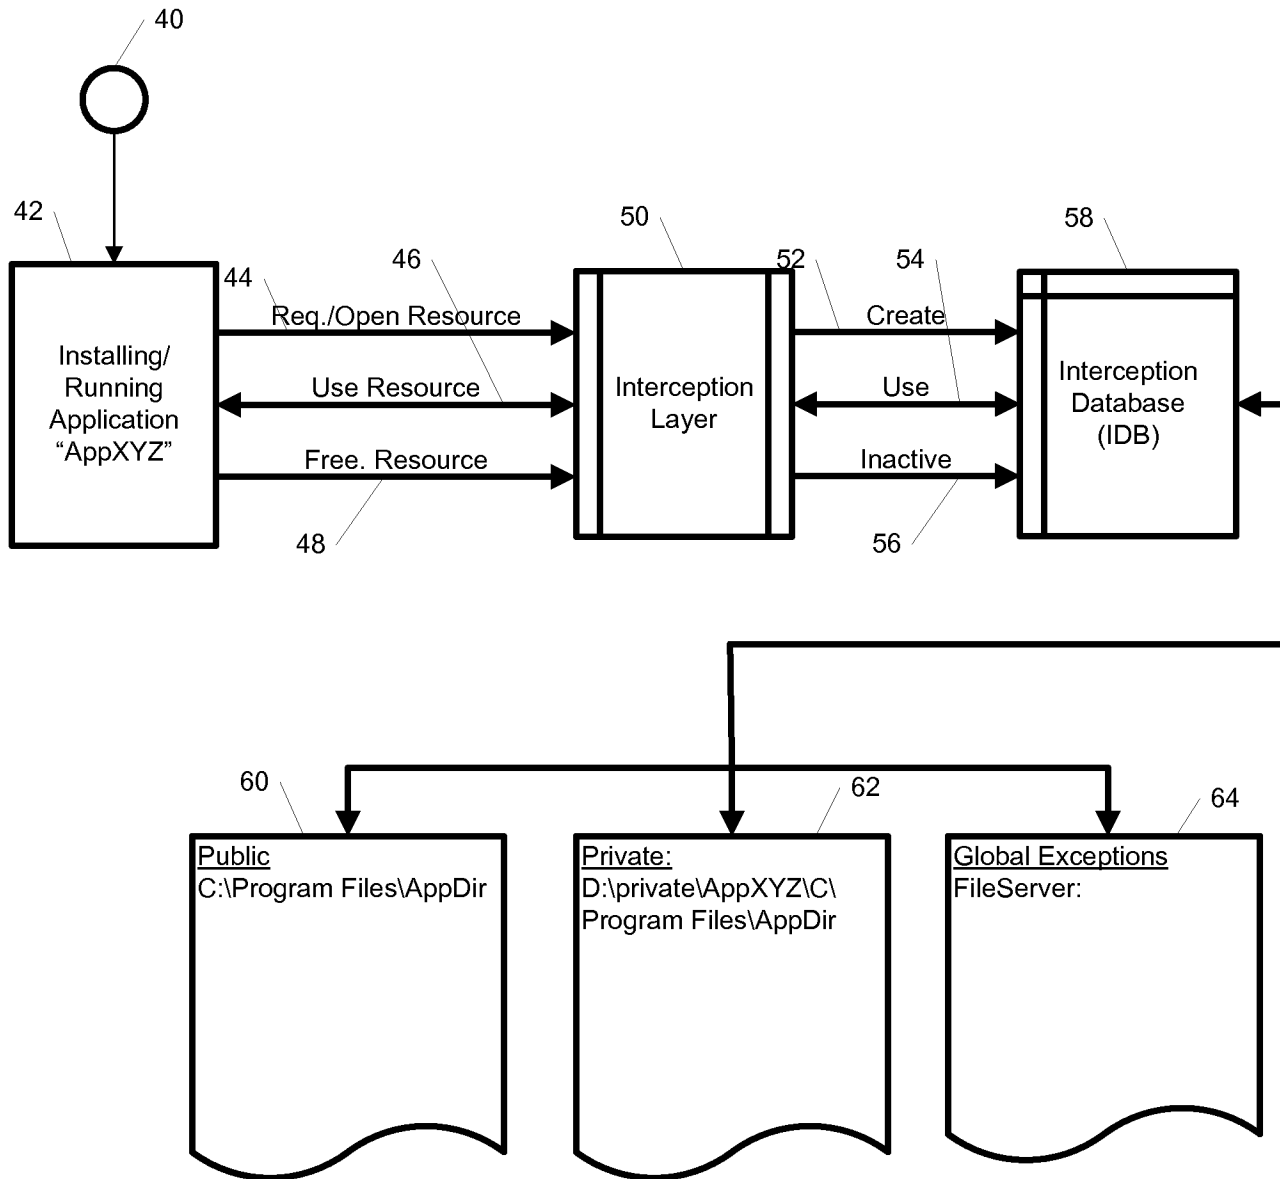 40
42
50
58
44
46
52
54
Req./Open Resource
Create
Installing/
Running
Application
“AppXYZ”
Use Resource
Interception
Layer
Use
Interception
Database
(IDB)
Free. Resource
Inactive
48
56
60
62
64
Public
C:\Program Files\AppDir
Private:
D:\private\AppXYZ\C\
Program Files\AppDir
Global Exceptions
FileServer: